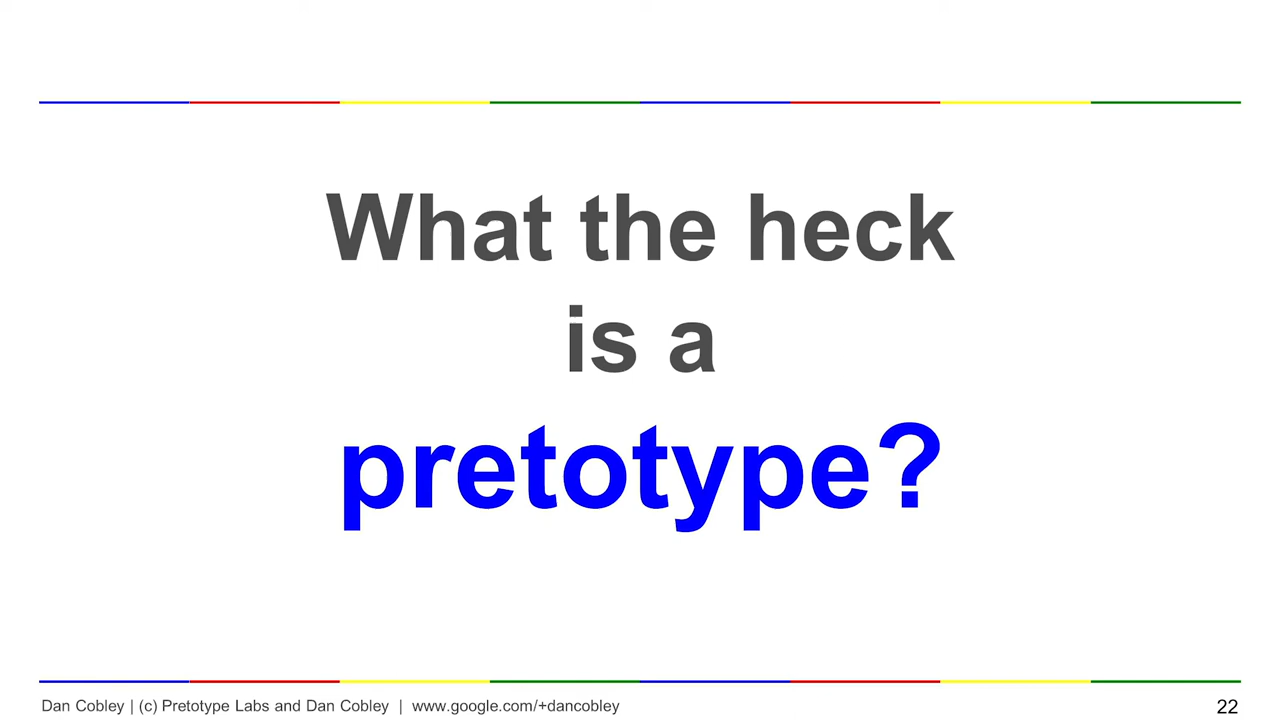 What the heck
is a
pretotype?
Dan Cobley | (c) Pretotype Labs and Dan Cobley | www.google.com/+dancobley
22